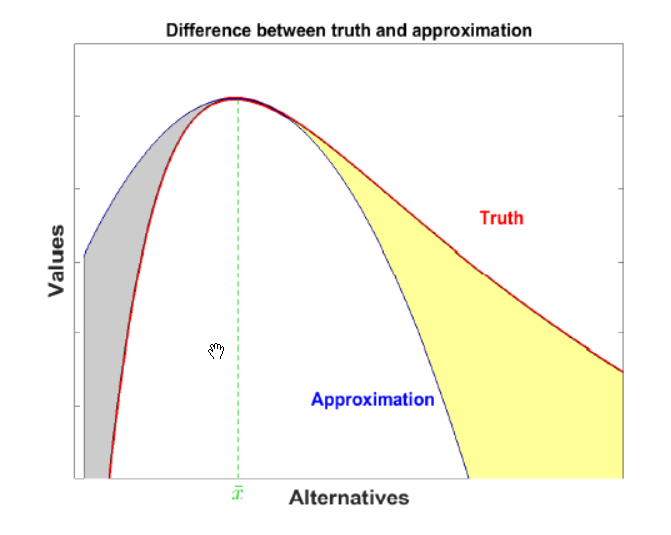 Difference between truth and approximation
Values
Truth
Approximation
x̄
Alternatives